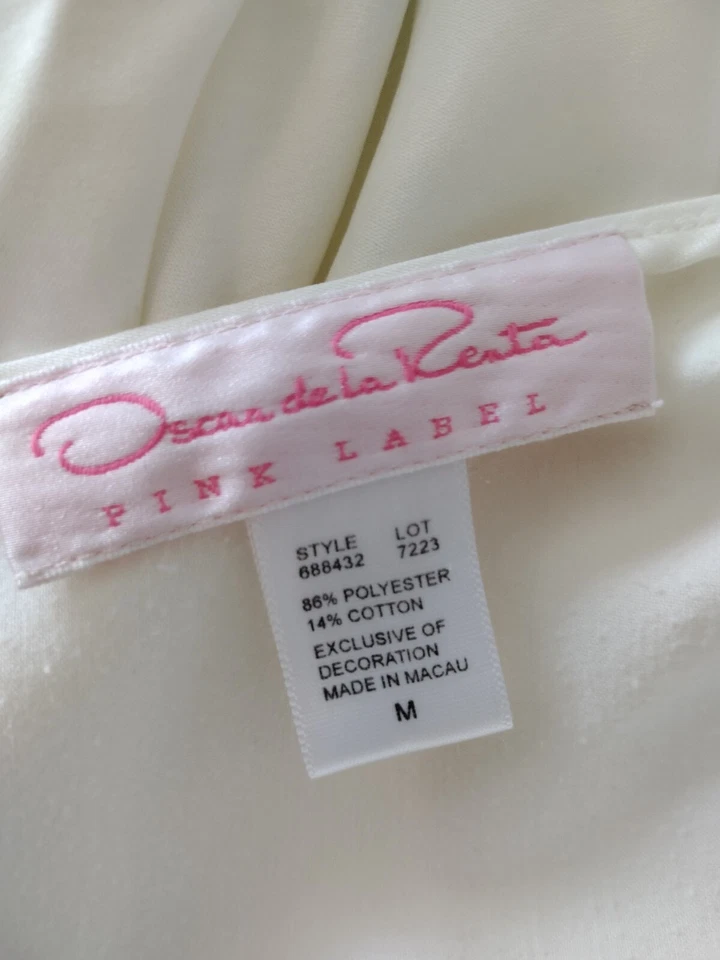 Oscar de la Renta
PINK LABEL
STYLE LOT
688432 7223
86% POLYESTER
14% COTTON
EXCLUSIVE OF
DECORATION
MADE IN MACAU
M